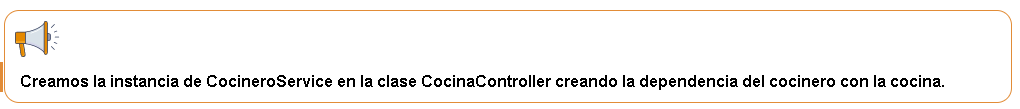 Creamos la instancia de CocineroService en la clase CocinaController creando la dependencia del cocinero con la cocina.